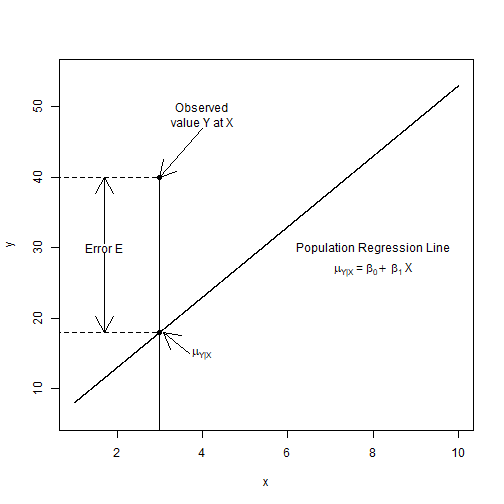 Observed
value Y at X
50
40
30
20
10
y
Error E
Population Regression Line
μY|X = β0 + β1 X
μY|X
2
4
6
8
10
x